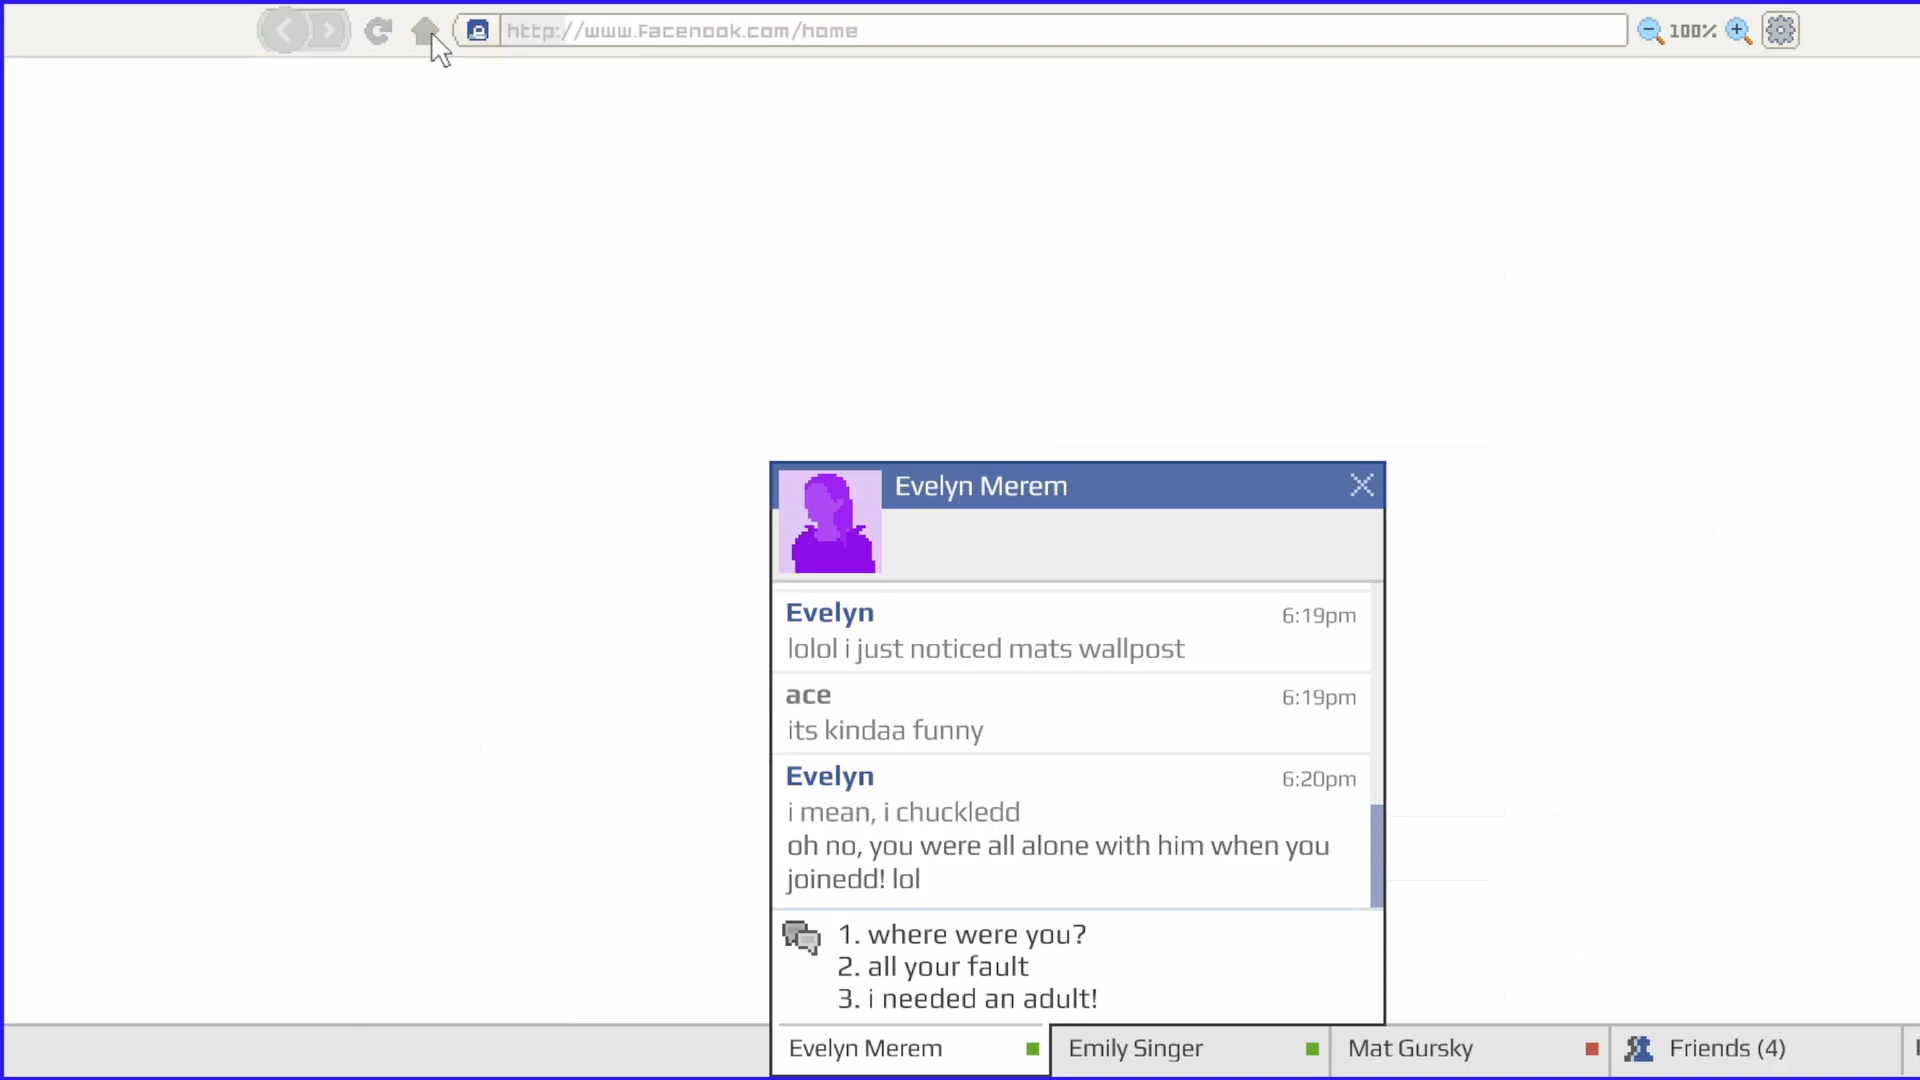 http://www.facenook.com/home
100%
Evelyn Merem
Evelyn 6:19pm
lolol i just noticed mats wallpost
ace 6:19pm
its kindaa funny
Evelyn 6:20pm
i mean, i chuckledd
oh no, you were all alone with him when you
joinedd! lol
1. where were you?
2. all your fault
3. i needed an adult!
Evelyn Merem
Emily Singer
Mat Gursky
Friends (4)